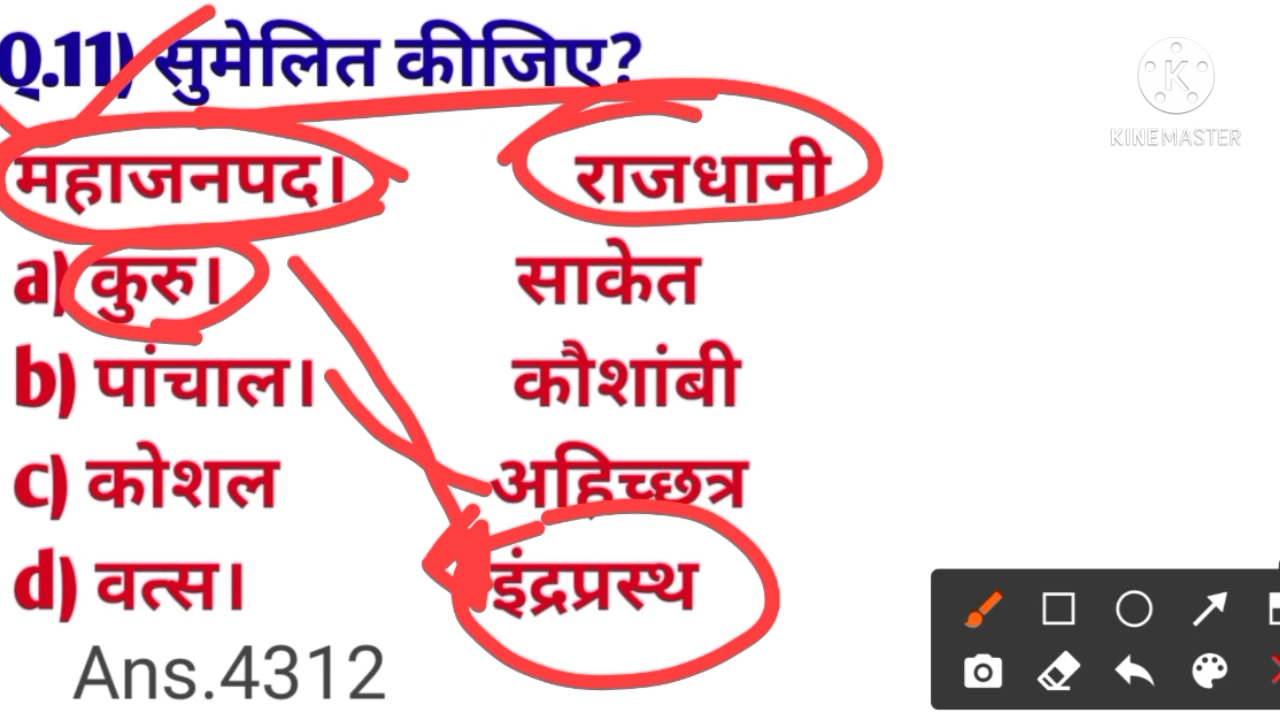 Q.11) सुमेलित कीजिए?
KINEMASTER
महाजनपद। राजधानी
a) कुरु। साकेत
b) पांचाल। कौशांबी
c) कोशल अहिच्छत्र
d) वत्स। इंद्रप्रस्थ
Ans.4312